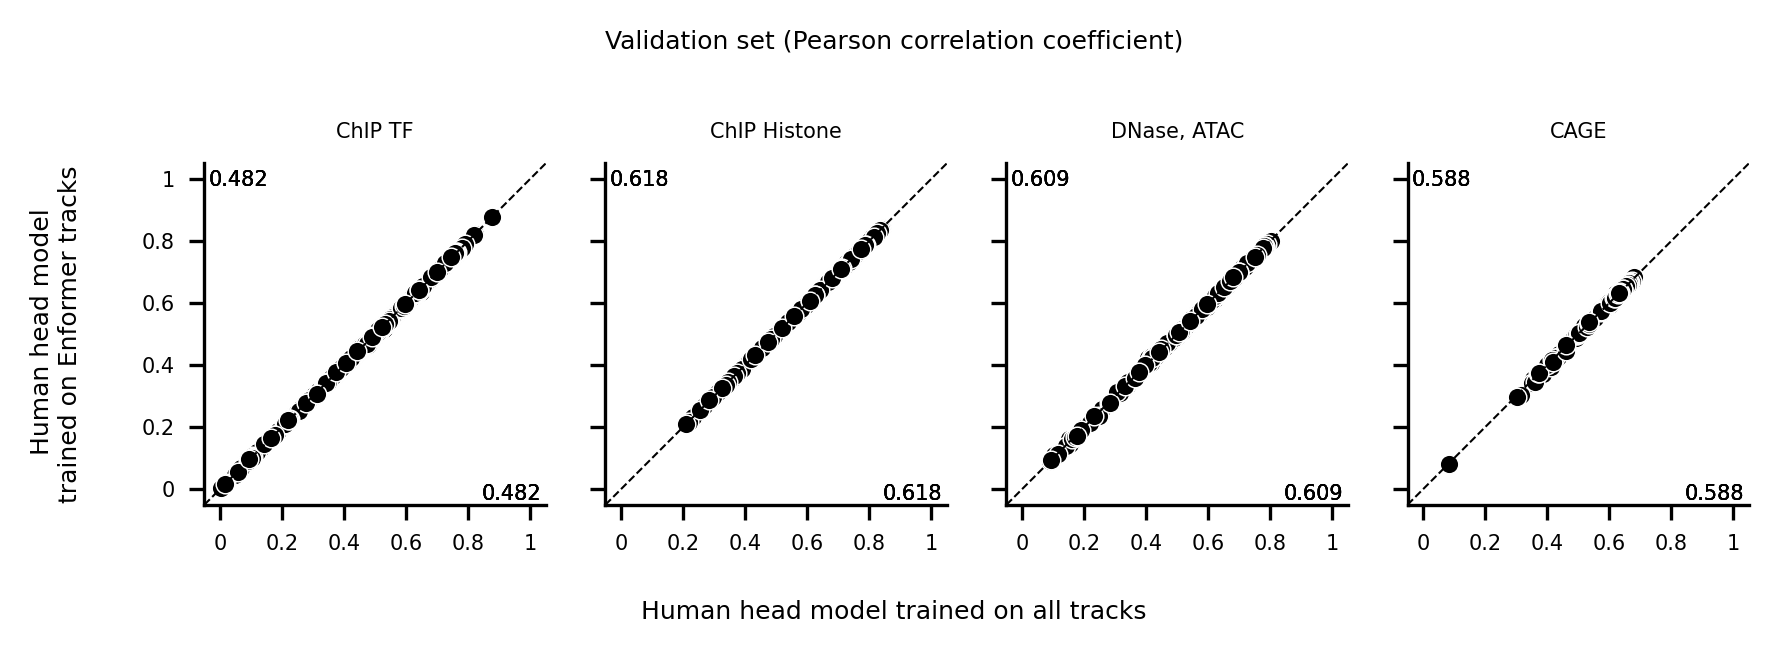 Validation set (Pearson correlation coefficient)
ChIP TF
ChIP Histone
DNase, ATAC
CAGE
Human head model
trained on Enformer tracks
1
0.8
0.6
0.4
0.2
0
0.482
0.482
0 0.2 0.4 0.6 0.8 1
0.618
0.618
0 0.2 0.4 0.6 0.8 1
0.609
0.609
0 0.2 0.4 0.6 0.8 1
0.588
0.588
0 0.2 0.4 0.6 0.8 1
Human head model trained on all tracks